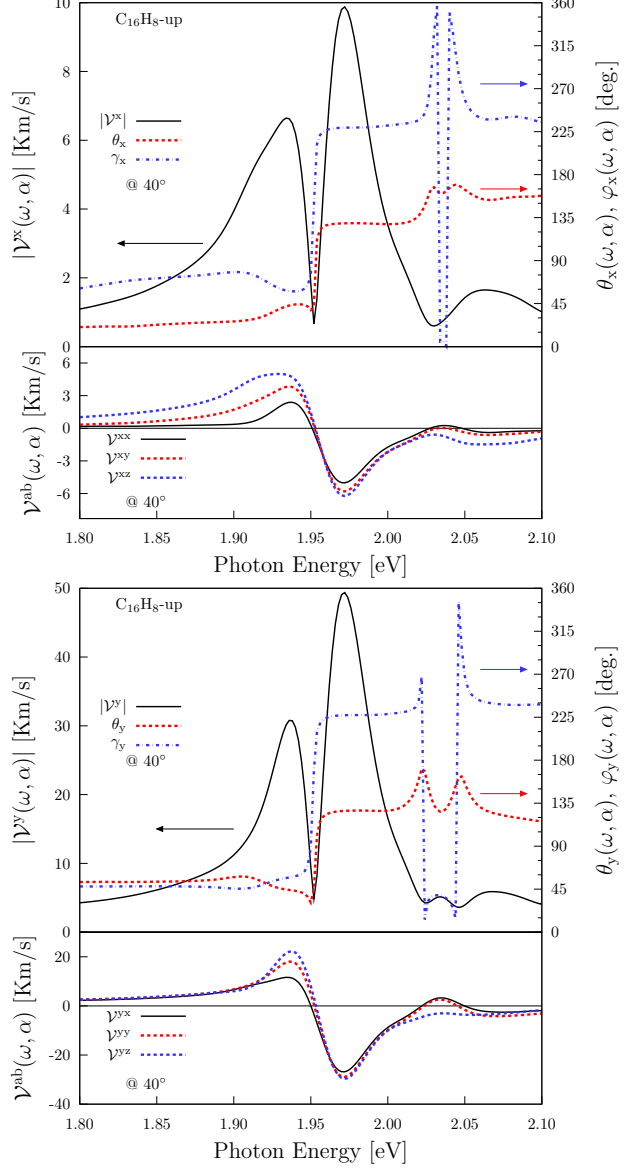 C₁₆H₈-up
|𝒱ˣ(ω, α)| [Km/s]
10
8
6
4
2
0
|𝒱ˣ|
θₓ
γₓ
@ 40°
360
270
225
180
135
90
45
0
θₓ(ω, α), φₓ(ω, α) [deg.]
𝒱ᵃᵇ(ω, α) [Km/s]
6
3
0
-3
-6
𝒱ˣˣ
𝒱ˣʸ
𝒱ˣᶻ
@ 40°
1.80 1.85 1.90 1.95 2.00 2.05 2.10
Photon Energy [eV]
C₁₆H₈-up
|𝒱ʸ(ω, α)| [Km/s]
50
40
30
20
10
0
|𝒱ʸ|
θ_y
γ_y
@ 40°
360
315
270
225
180
135
90
45
0
θ_y(ω, α), φ_y(ω, α) [deg.]
𝒱ᵃᵇ(ω, α) [Km/s]
20
0
-20
-40
𝒱ʸˣ
𝒱ʸʸ
𝒱ʸᶻ
@ 40°
1.80 1.85 1.90 1.95 2.00 2.05 2.10
Photon Energy [eV]